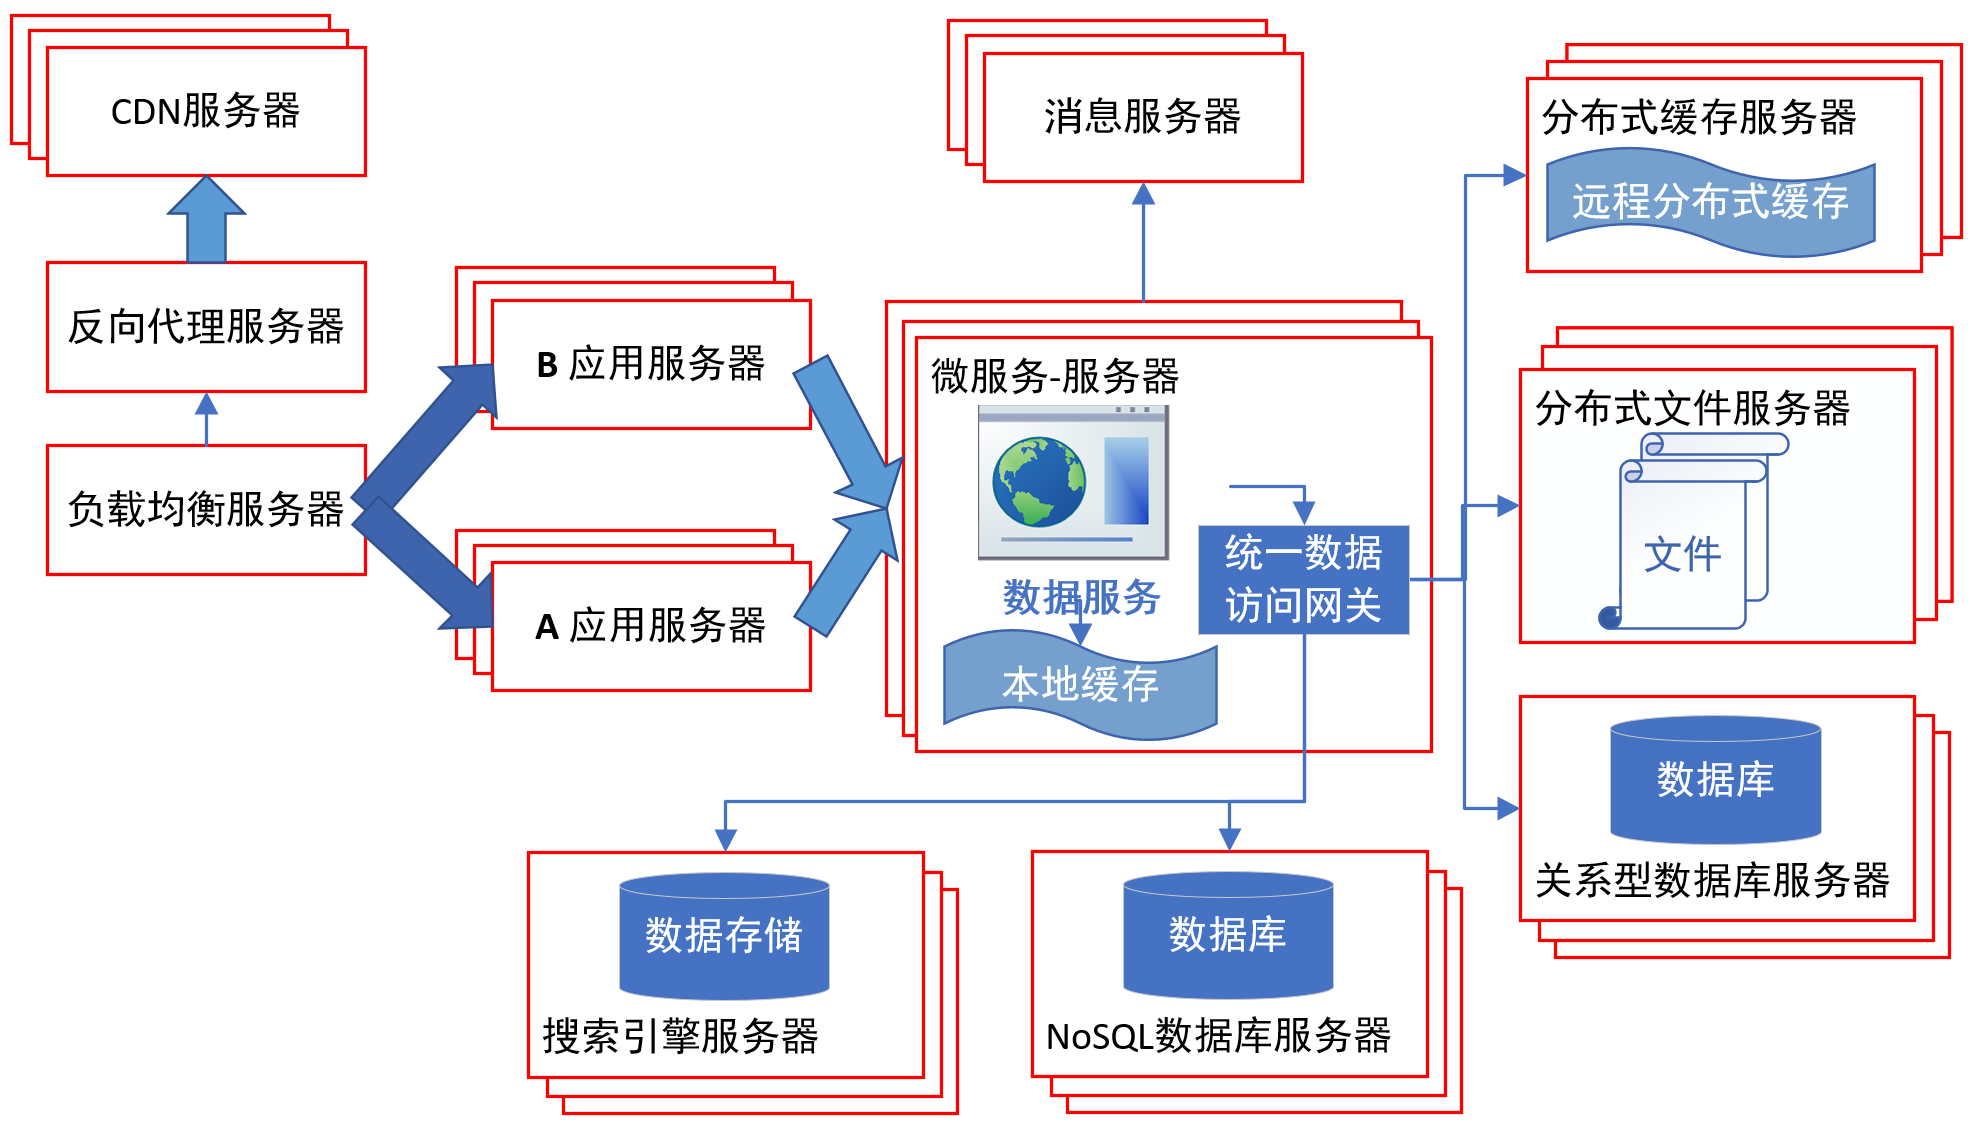 CDN服务器
反向代理服务器
负载均衡服务器
B 应用服务器
A 应用服务器
消息服务器
微服务-服务器
数据服务
本地缓存
统一数据
访问网关
分布式缓存服务器
远程分布式缓存
分布式文件服务器
文件
数据库
关系型数据库服务器
数据存储
搜索引擎服务器
数据库
NoSQL数据库服务器